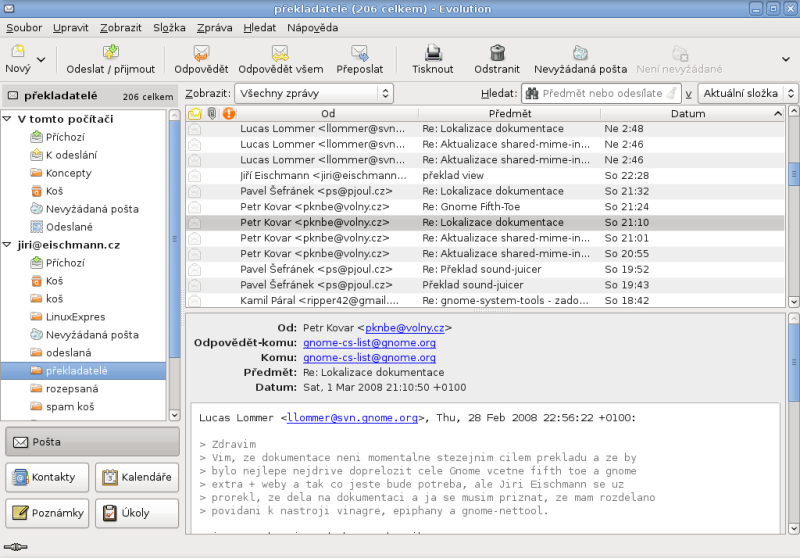 překladatele (206 celkem) - Evolution
Soubor Upravit Zobrazit Složka Zpráva Hledat Nápověda
Nový Odeslat / přijmout Odpovědět Odpovědět všem Přeposlat Tisknout Odstranit Nevyžádaná pošta Není nevyžádané
překladatelé 206 celkem
Zobrazit: Všechny zprávy Hledat: Předmět nebo odesílate v Aktuální složka
V tomto počítači
Příchozí
K odeslání
Koncepty
Koš
Nevyžádaná pošta
Odeslané
jiri@eischmann.cz
Příchozí
Koš
koš
LinuxExpres
Nevyžádaná pošta
odeslaná
překladatelé
rozepsaná
spam koš
Pošta
Kontakty Kalendáře
Poznámky Úkoly
Od Předmět Datum
Lucas Lommer <llommer@svn... Re: Lokalizace dokumentace Ne 2:48
Lucas Lommer <llommer@svn... Re: Aktualizace shared-mime-in... Ne 2:46
Lucas Lommer <llommer@svn... Re: Aktualizace shared-mime-in... Ne 2:46
Jiří Eischmann <jiri@eischmann... překlad view So 22:28
Pavel Šefránek <ps@pjoul.cz> Re: Lokalizace dokumentace So 21:32
Petr Kovar <pknbe@volny.cz> Re: Gnome Fifth-Toe So 21:24
Petr Kovar <pknbe@volny.cz> Re: Lokalizace dokumentace So 21:10
Petr Kovar <pknbe@volny.cz> Re: Aktualizace shared-mime-in... So 21:01
Petr Kovar <pknbe@volny.cz> Re: Aktualizace shared-mime-in... So 20:55
Pavel Šefránek <ps@pjoul.cz> Re: Překlad sound-juicer So 19:52
Pavel Šefránek <ps@pjoul.cz> Překlad sound-juicer So 19:43
Kamil Páral <ripper42@gmail.... Re: gnome-system-tools - zado... So 18:42
Od: Petr Kovar <pknbe@volny.cz>
Odpovědět-komu: gnome-cs-list@gnome.org
Komu: gnome-cs-list@gnome.org
Předmět: Re: Lokalizace dokumentace
Datum: Sat, 1 Mar 2008 21:10:50 +0100
Lucas Lommer <llommer@svn.gnome.org>, Thu, 28 Feb 2008 22:56:22 +0100:
> Zdravim
> Vim, ze dokumentace neni momentalne stezejnim cilem prekladu a ze by
> bylo nejlepe nejdrive doprelozit cele Gnome vcetne fifth toe a gnome
> extra + weby a tak co jeste bude potreba, ale Jiri Eischmann se uz
> prorekl, ze dela na dokumentaci a ja se musim priznat, ze mam rozdelano
> povidani k nastroji vinagre, epiphany a gnome-nettool.